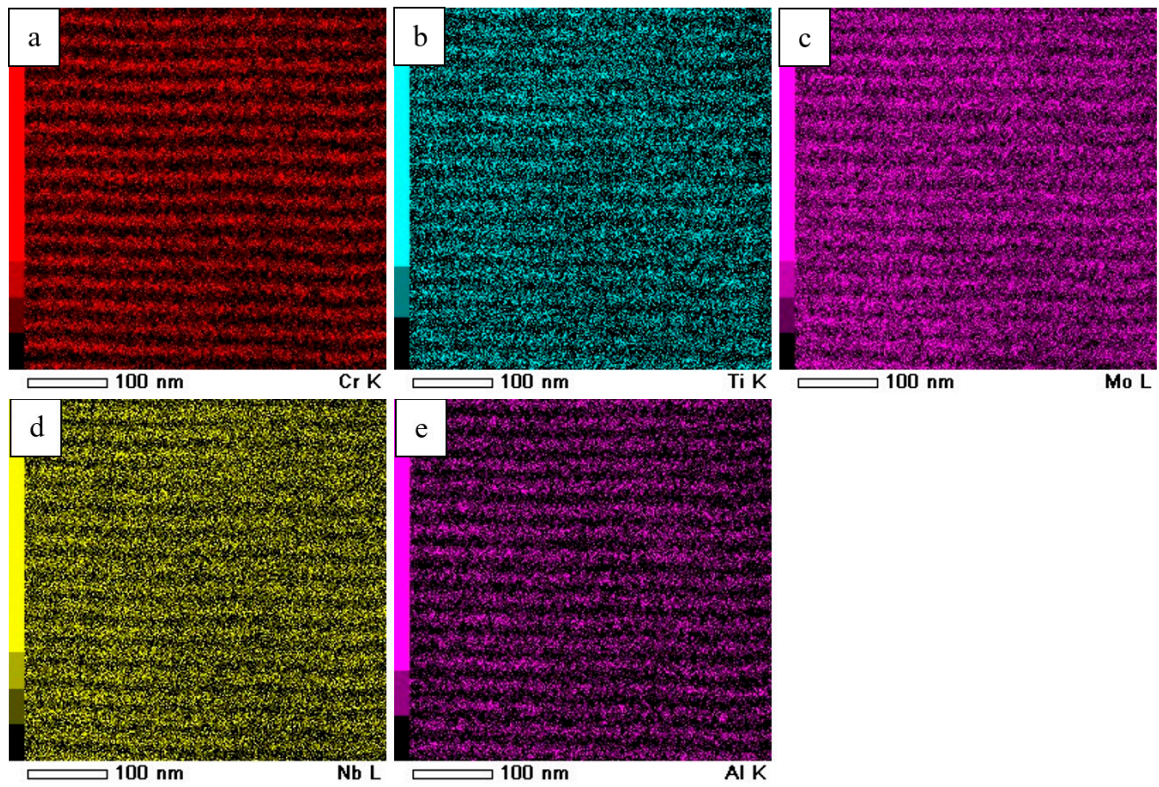 a
b
c
100 nm Cr K
100 nm Ti K
100 nm Mo L
d
e
100 nm Nb L
100 nm Al K